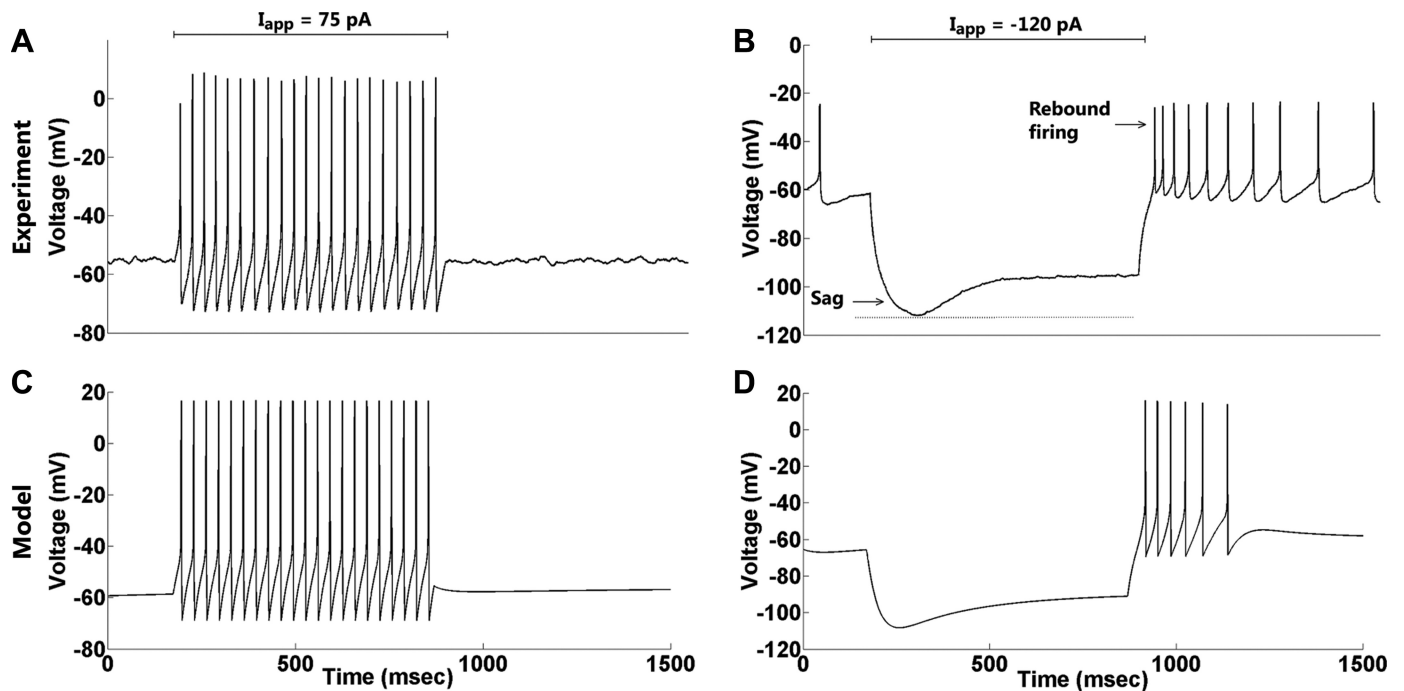 A
I_app = 75 pA
Experiment
Voltage (mV)
0
-20
-40
-60
-80
B
I_app = -120 pA
Voltage (mV)
0
-20
-40
-60
-80
-100
-120
Rebound
firing
Sag
C
Model
Voltage (mV)
20
0
-20
-40
-60
-80
0
500
1000
1500
Time (msec)
D
Voltage (mV)
20
0
-20
-40
-60
-80
-100
-120
0
500
1000
1500
Time (msec)